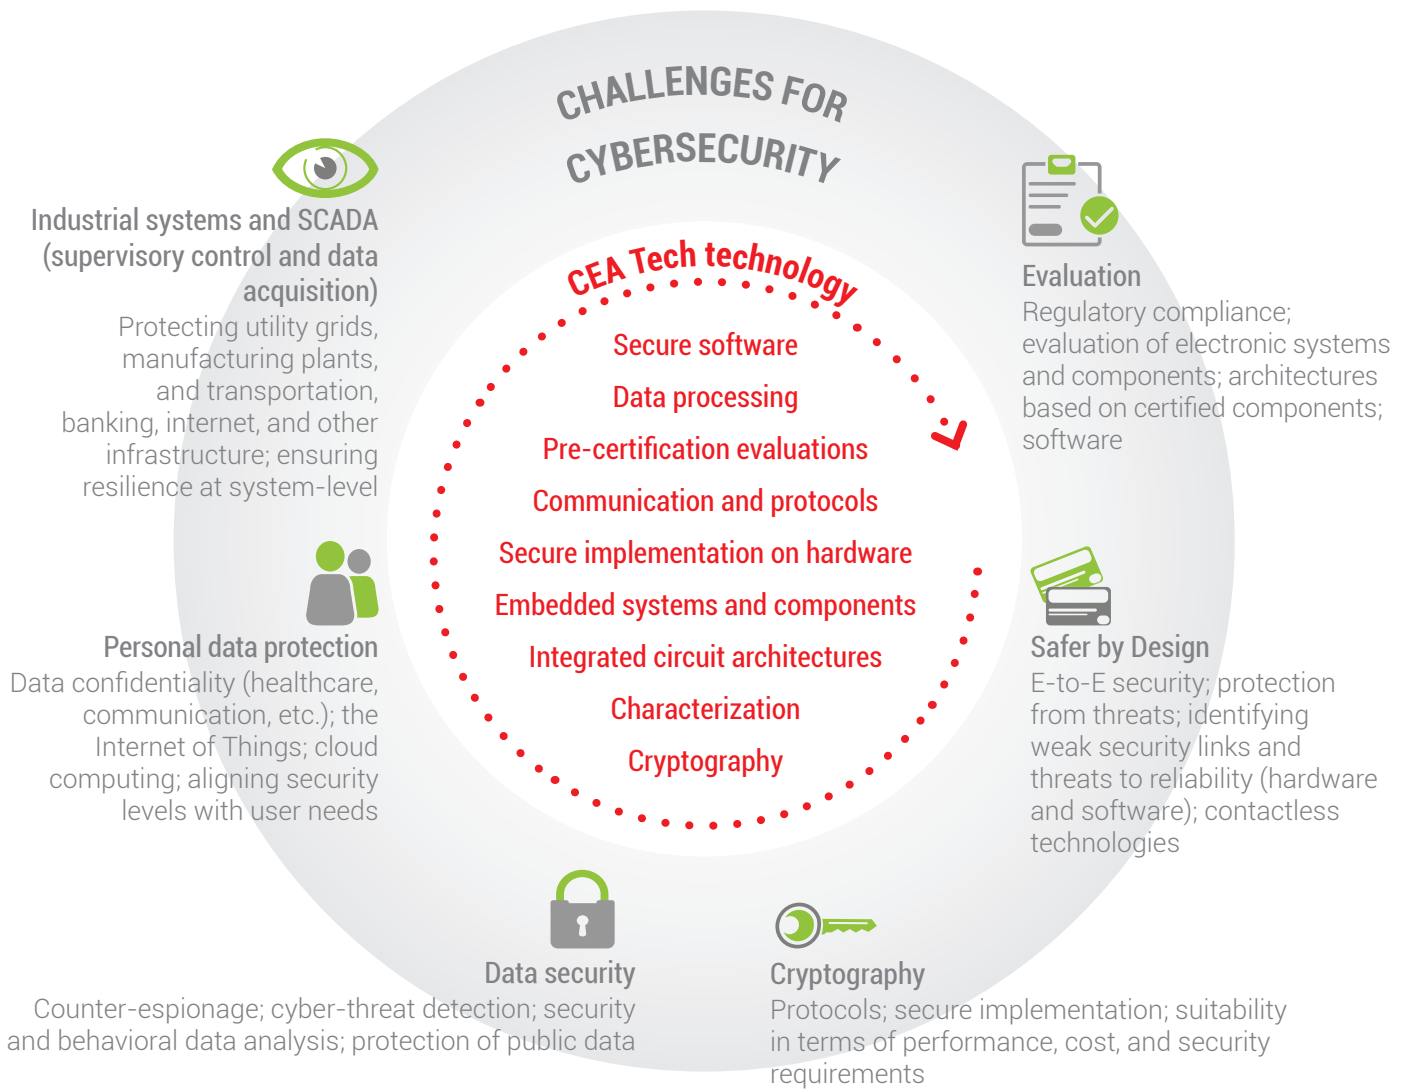 CHALLENGES FOR
CYBERSECURITY
Industrial systems and SCADA
(supervisory control and data
acquisition)
Protecting utility grids,
manufacturing plants,
and transportation,
banking, internet, and other
infrastructure; ensuring
resilience at system-level
Personal data protection
Data confidentiality (healthcare,
communication, etc.); the
Internet of Things; cloud
computing; aligning security
levels with user needs
CEA Tech technology
Secure software
Data processing
Pre-certification evaluations
Communication and protocols
Secure implementation on hardware
Embedded systems and components
Integrated circuit architectures
Characterization
Cryptography
Evaluation
Regulatory compliance;
evaluation of electronic systems
and components; architectures
based on certified components;
software
Safer by Design
E-to-E security; protection
from threats; identifying
weak security links and
threats to reliability (hardware
and software); contactless
technologies
Data security
Counter-espionage; cyber-threat detection; security
and behavioral data analysis; protection of public data
Cryptography
Protocols; secure implementation; suitability
in terms of performance, cost, and security
requirements